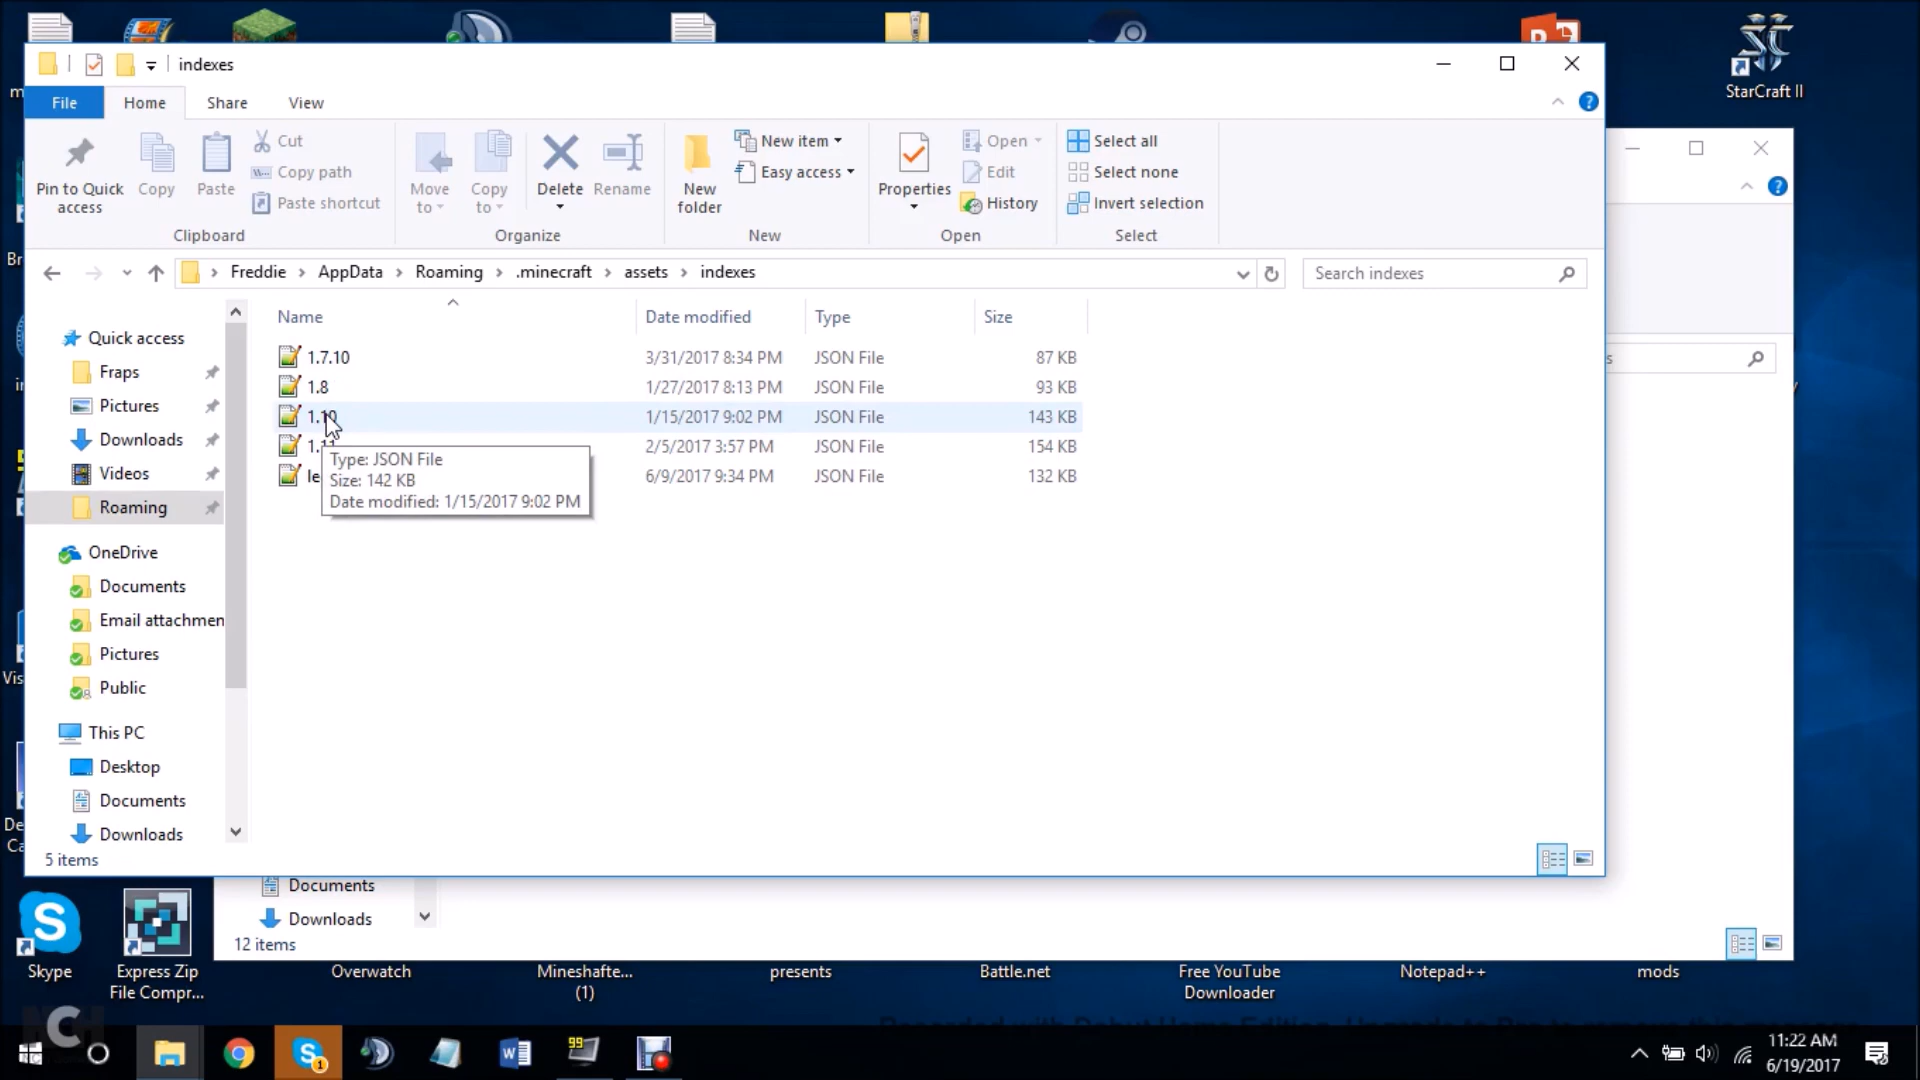 indexes
StarCraft II
File
Home
Share
View
Pin to Quick access
Copy
Paste
Cut
Copy path
Paste shortcut
Clipboard
Move to
Copy to
Delete
Rename
Organize
New folder
New item
Easy access
New
Properties
Open
Edit
History
Open
Select all
Select none
Invert selection
Select
Freddie > AppData > Roaming > .minecraft > assets > indexes
Search indexes
Name
Date modified
Type
Size
1.7.10 3/31/2017 8:34 PM JSON File 87 KB
1.8 1/27/2017 8:13 PM JSON File 93 KB
1.10 1/15/2017 9:02 PM JSON File 143 KB
1.11 2/5/2017 3:57 PM JSON File 154 KB
le 6/9/2017 9:34 PM JSON File 132 KB
Type: JSON File
Size: 142 KB
Date modified: 1/15/2017 9:02 PM
Quick access
Fraps
Pictures
Downloads
Videos
Roaming
OneDrive
Documents
Email attachmen
Pictures
Public
This PC
Desktop
Documents
Downloads
5 items
Documents
Downloads
12 items
Skype
Express Zip File Compr...
Overwatch
Mineshafte... (1)
presents
Battle.net
Free YouTube Downloader
Notepad++
mods
99
1
11:22 AM
6/19/2017